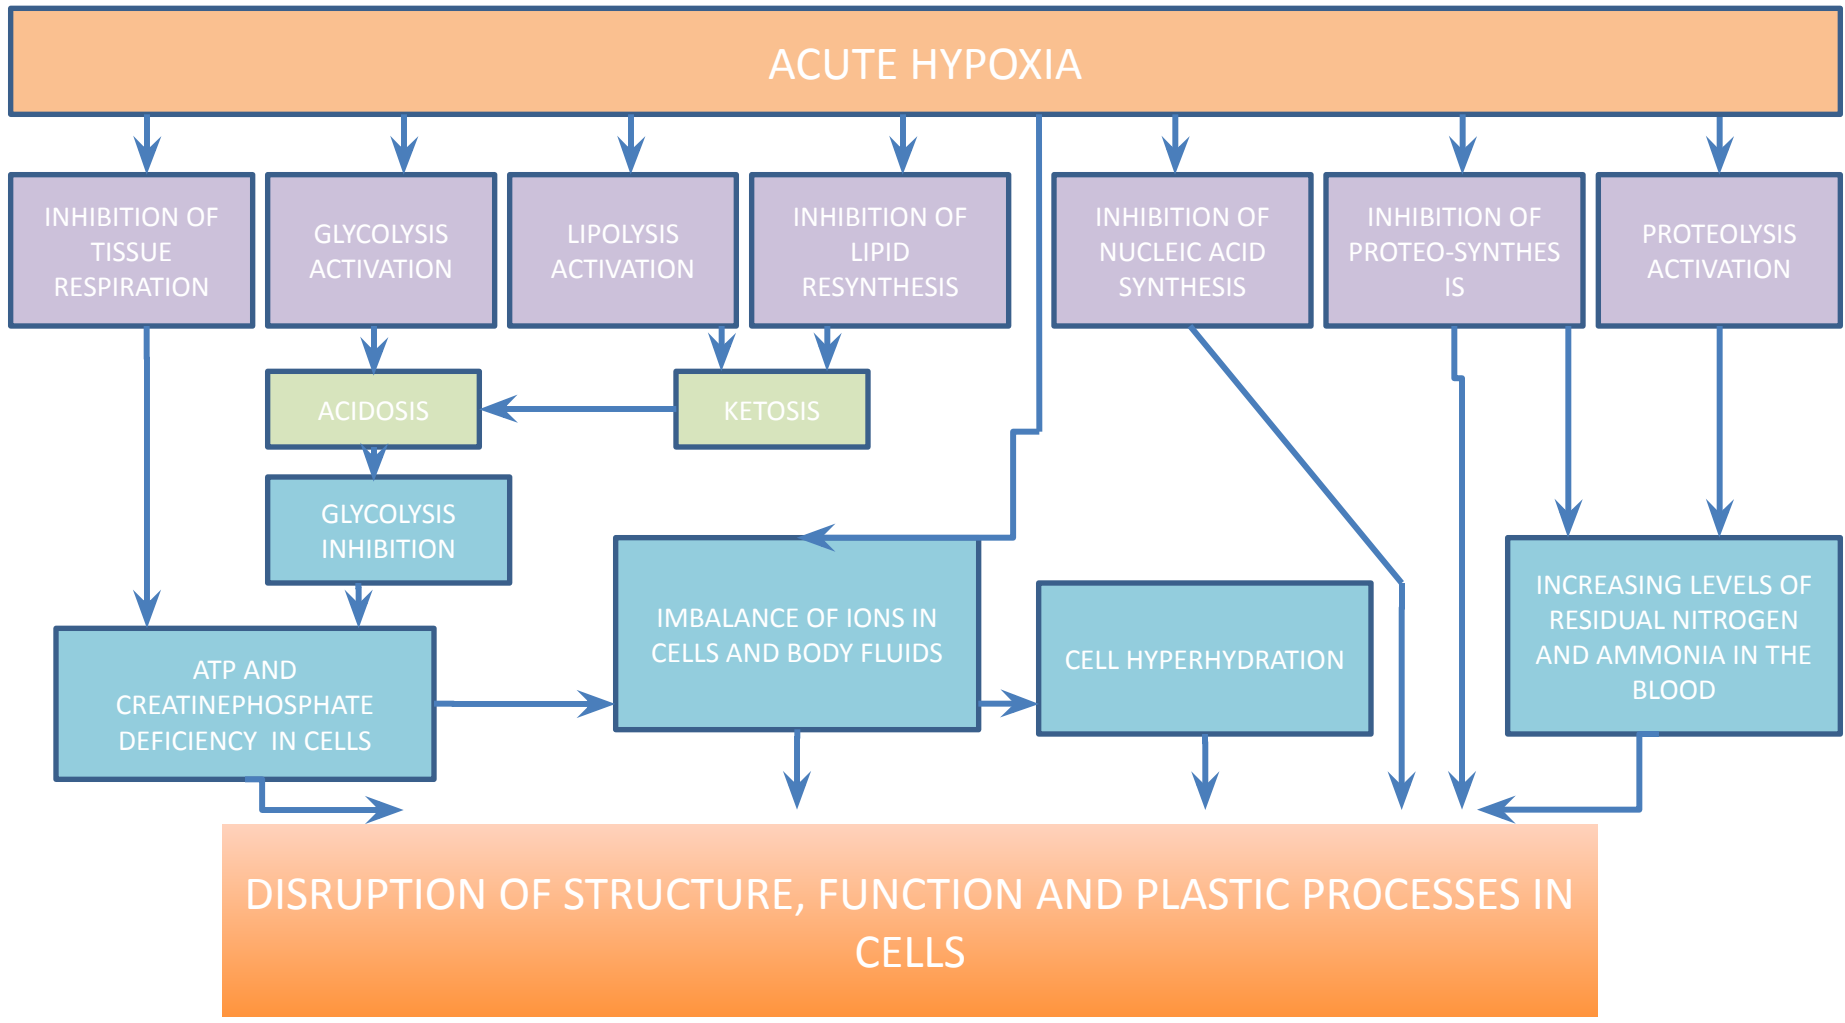 ACUTE HYPOXIA
INHIBITION OF
TISSUE
RESPIRATION
GLYCOLYSIS
ACTIVATION
LIPOLYSIS
ACTIVATION
INHIBITION OF
LIPID
RESYNTHESIS
INHIBITION OF
NUCLEIC ACID
SYNTHESIS
INHIBITION OF
PROTEO-SYNTHES
IS
PROTEOLYSIS
ACTIVATION
ACIDOSIS
KETOSIS
GLYCOLYSIS
INHIBITION
IMBALANCE OF IONS IN
CELLS AND BODY FLUIDS
CELL HYPERHYDRATION
INCREASING LEVELS OF
RESIDUAL NITROGEN
AND AMMONIA IN THE
BLOOD
ATP AND
CREATINEPHOSPHATE
DEFICIENCY  IN CELLS
DISRUPTION OF STRUCTURE, FUNCTION AND PLASTIC PROCESSES IN
CELLS